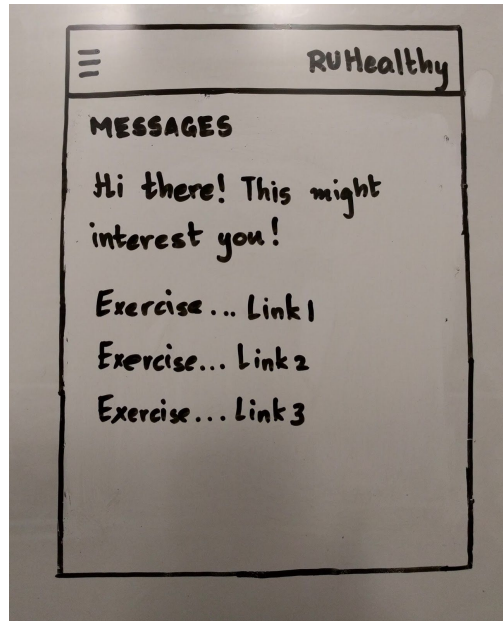 RUHealthy
MESSAGES
Hi there! This might
interest you!
Exercise... Link1
Exercise... Link2
Exercise... Link3